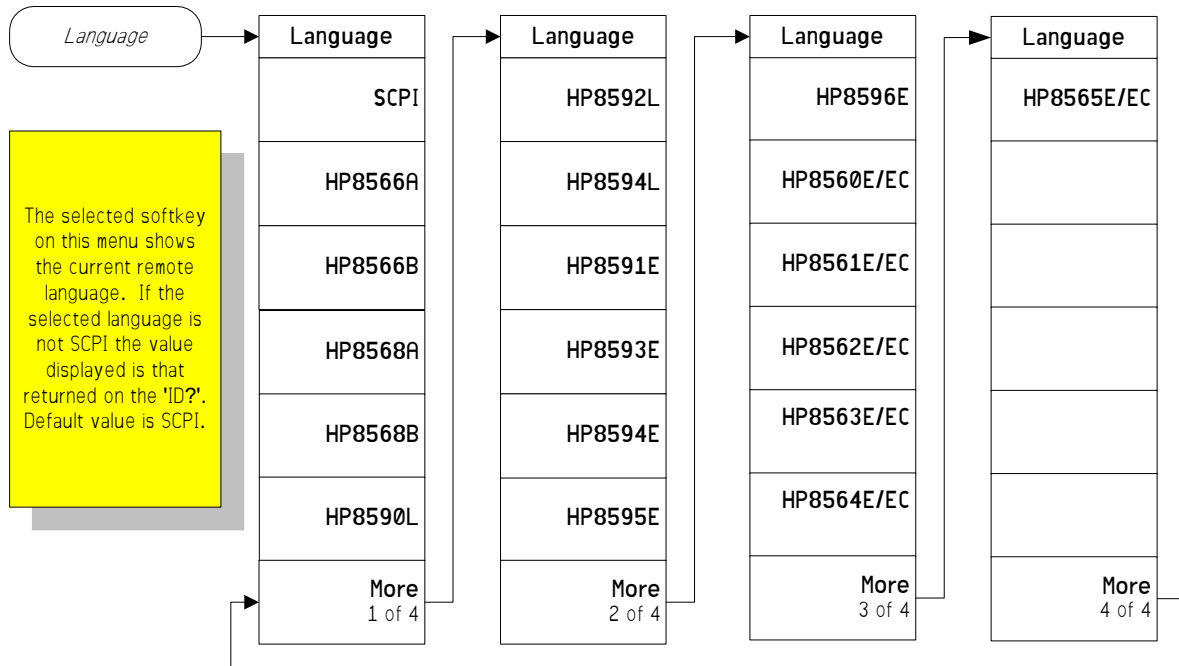 Language
The selected softkey
on this menu shows
the current remote
language. If the
selected language is
not SCPI the value
displayed is that
returned on the 'ID?'.
Default value is SCPI.
Language
SCPI
HP8566A
HP8566B
HP8568A
HP8568B
HP8590L
More
1 of 4
Language
HP8592L
HP8594L
HP8591E
HP8593E
HP8594E
HP8595E
More
2 of 4
Language
HP8596E
HP8560E/EC
HP8561E/EC
HP8562E/EC
HP8563E/EC
HP8564E/EC
More
3 of 4
Language
HP8565E/EC
More
4 of 4